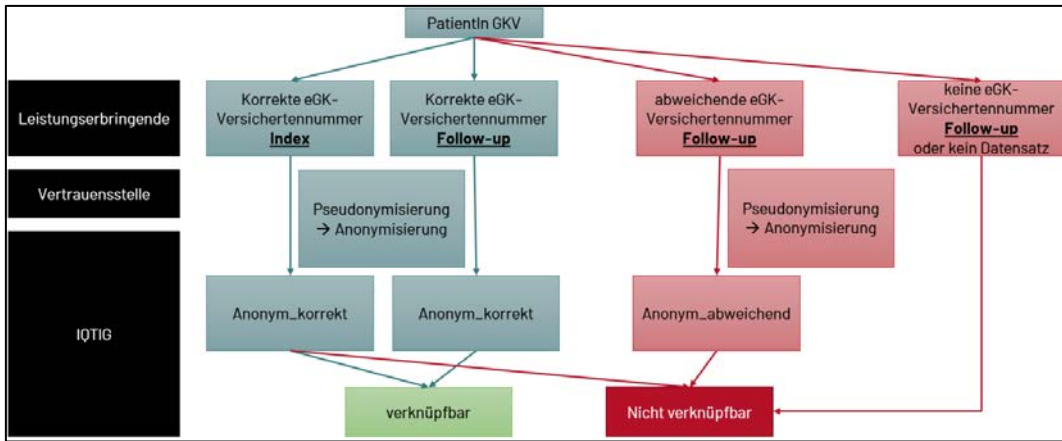 PatientIn GKV
Leistungserbringende
Korrekte eGK-
Versichertennummer
Index
Korrekte eGK-
Versichertennummer
Follow-up
abweichende eGK-
Versichertennummer
Follow-up
keine eGK-
Versichertennummer
Follow-up
oder kein Datensatz
Vertrauensstelle
Pseudonymisierung
→ Anonymisierung
Pseudonymisierung
→ Anonymisierung
IQTIG
Anonym_korrekt
Anonym_korrekt
Anonym_abweichend
verknüpfbar
Nicht verknüpfbar